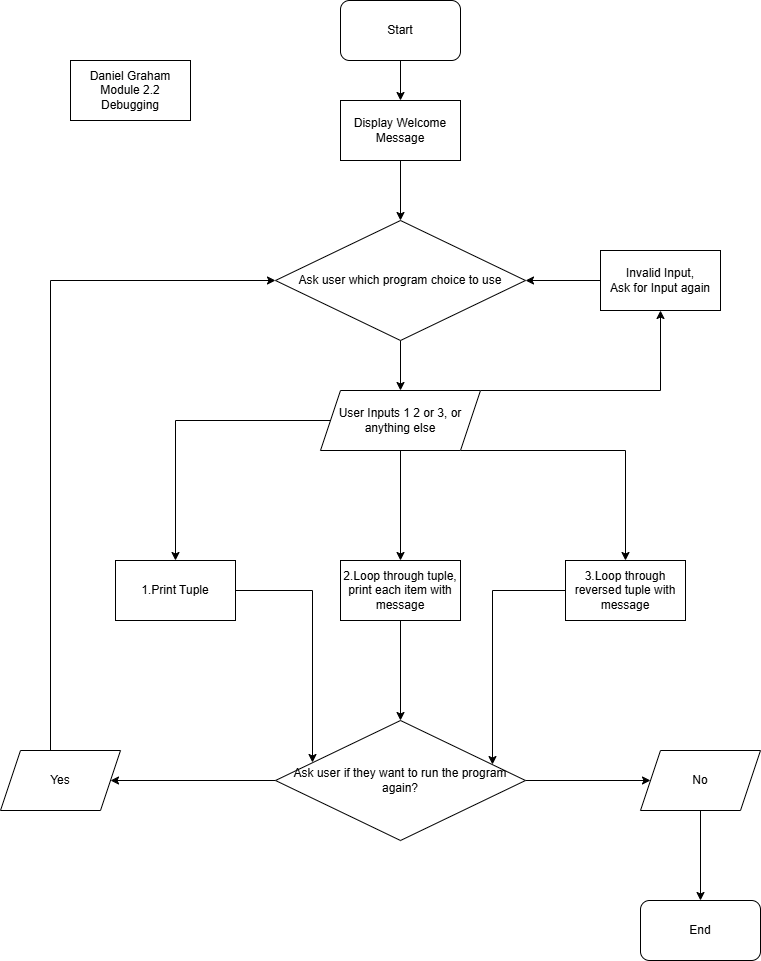 Start
Daniel Graham
Module 2.2
Debugging
Display Welcome
Message
Ask user which program choice to use
Invalid Input,
Ask for Input again
User Inputs 1 2 or 3, or
anything else
1.Print Tuple
2.Loop through tuple,
print each item with
message
3.Loop through
reversed tuple with
message
Ask user if they want to run the program
again?
Yes
No
End